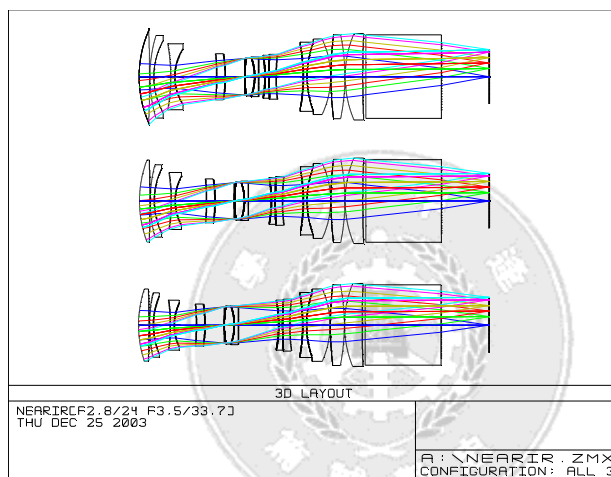 3D LAYOUT
NEARIR[F2.8/24 F3.5/33.7]
THU DEC 25 2003
A:\NEARIR.ZMX
CONFIGURATION: ALL 3